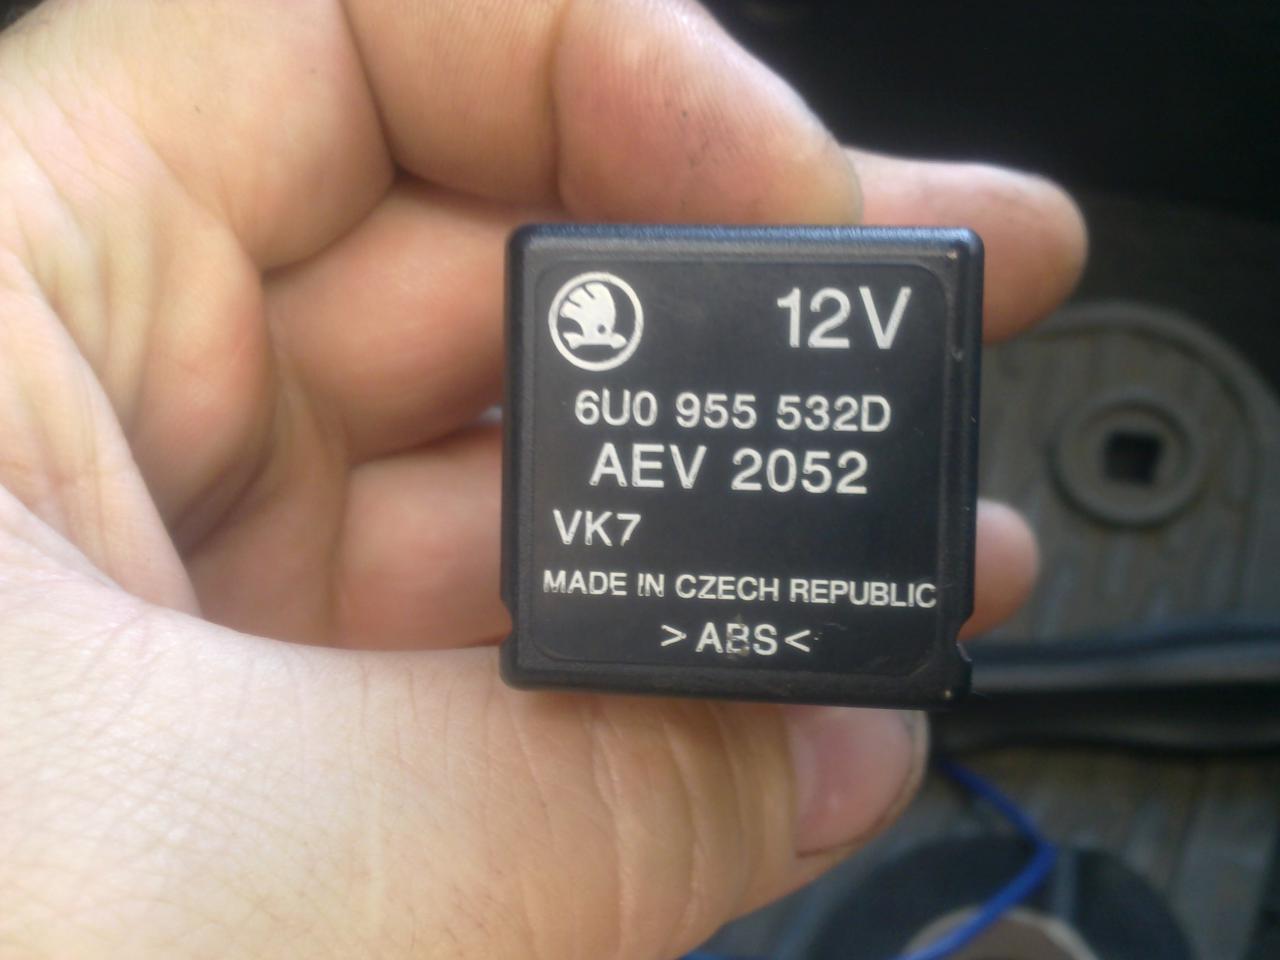 12V
6U0 955 532D
AEV 2052
VK7
MADE IN CZECH REPUBLIC
>ABS<